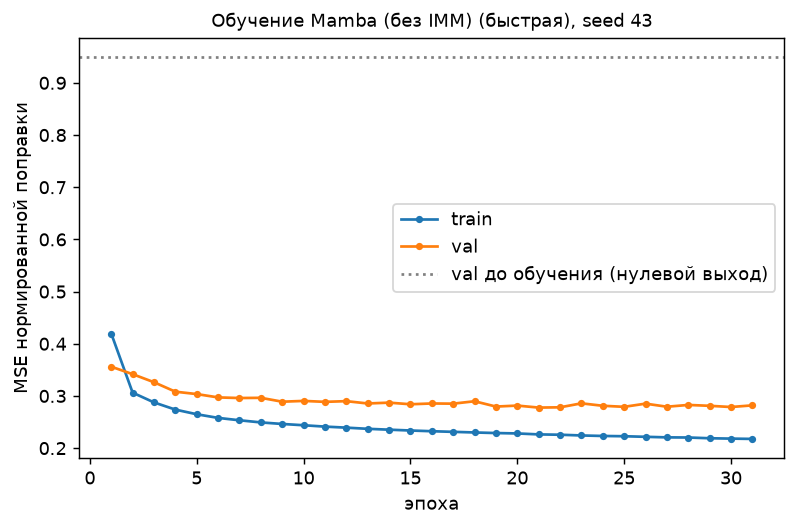 Обучение Mamba (без IMM) (быстрая), seed 43
MSE нормированной поправки
0.9
0.8
0.7
0.6
0.5
0.4
0.3
0.2
train
val
val до обучения (нулевой выход)
0
5
10
15
20
25
30
эпоха